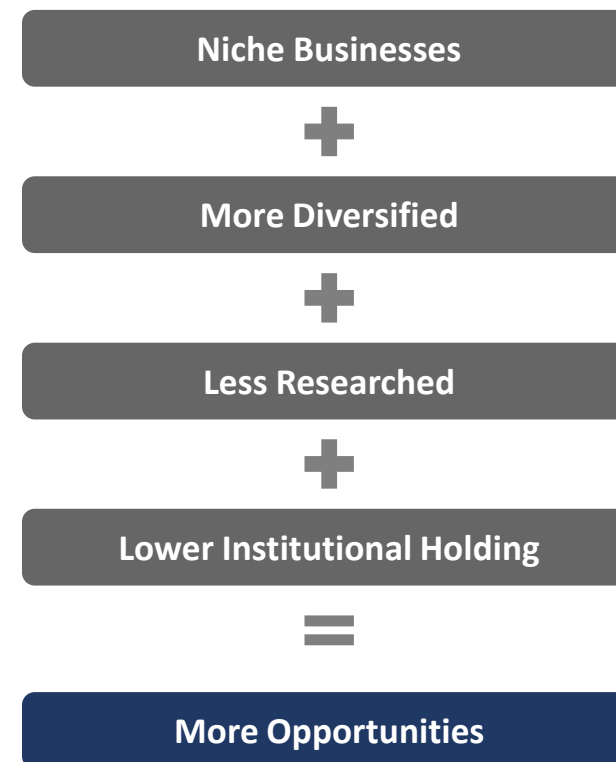 Niche Businesses
+
More Diversified
+
Less Researched
+
Lower Institutional Holding
=
More Opportunities